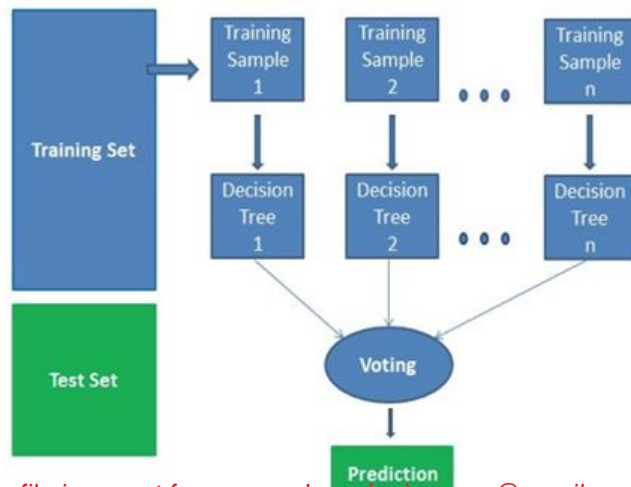 Training Set
Training
Sample
1
Training
Sample
2
Training
Sample
n
Decision
Tree
1
Decision
Tree
2
Decision
Tree
n
Test Set
Voting
Prediction